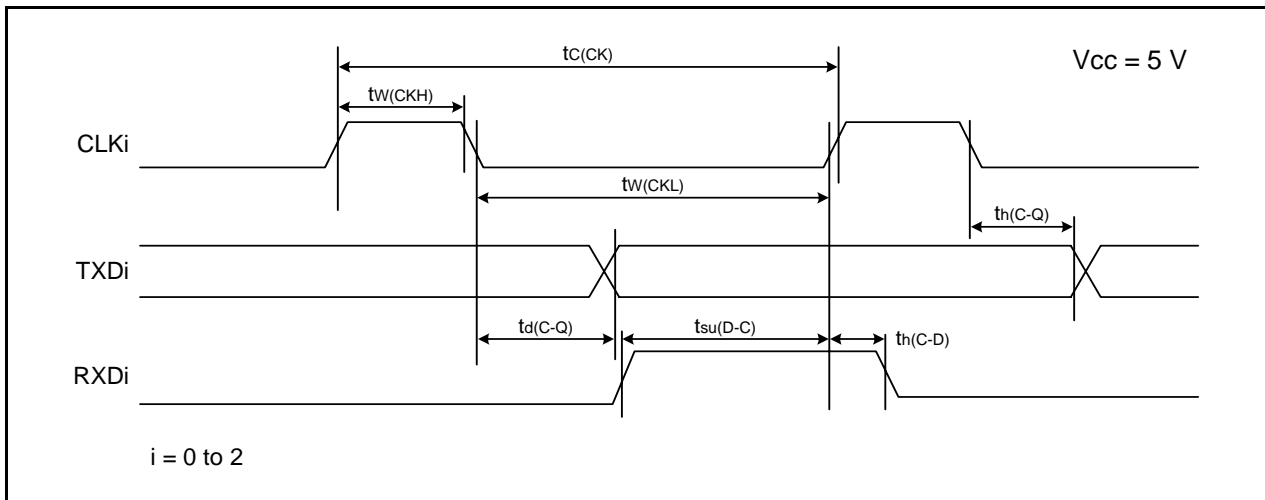 tC(CK)
Vcc = 5 V
tW(CKH)
CLKi
tW(CKL)
th(C-Q)
TXDi
td(C-Q)
tsu(D-C)
th(C-D)
RXDi
i = 0 to 2